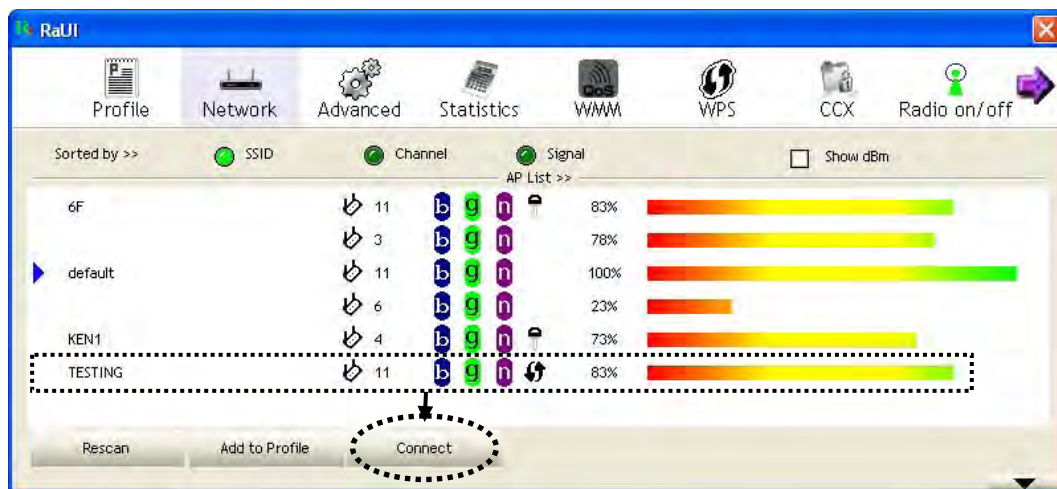 RaUI
Profile Network Advanced Statistics QoS WMM WPS CCX Radio on/off
Sorted by >> SSID Channel Signal Show dBm
AP List >>
6F 11 b g n 83%
3 b g n 78%
default 11 b g n 100%
6 b g n 23%
KEN1 4 b g n 73%
TESTING 11 b g n 83%
Rescan Add to Profile Connect